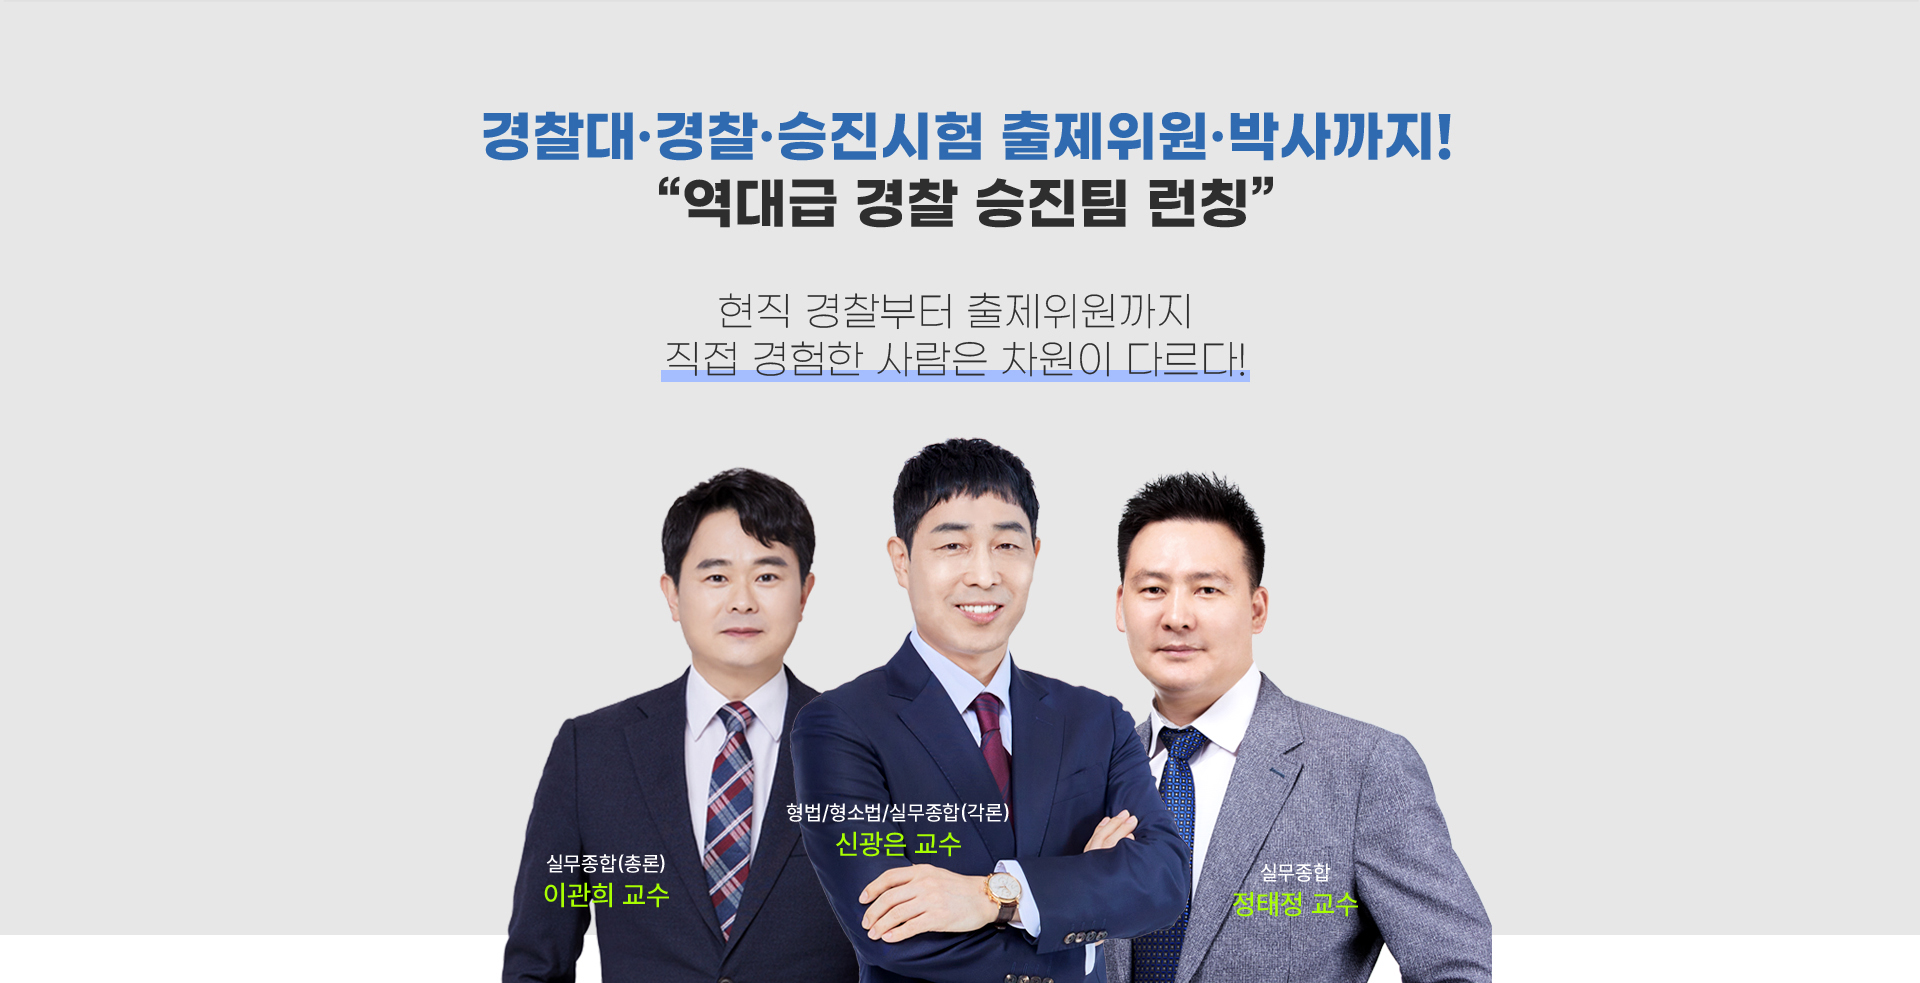 경찰대·경찰·승진시험 출제위원·박사까지!
“역대급 경찰 승진팀 런칭”
현직 경찰부터 출제위원까지
직접 경험한 사람은 차원이 다르다!
실무종합(총론)
이관희 교수
형법/형소법/실무종합(각론)
신광은 교수
실무종합
정태정 교수